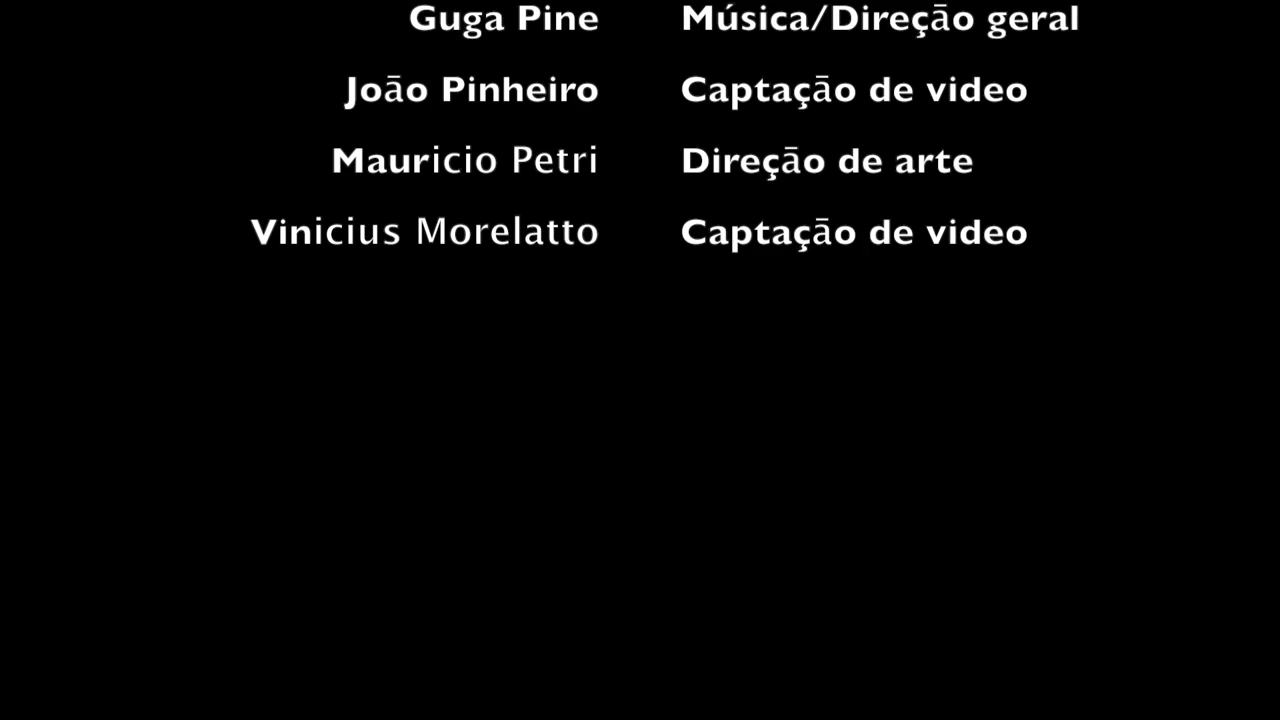 Guga Pine Música/Direção geral
João Pinheiro Captação de video
Mauricio Petri Direção de arte
Vinicius Morelatto Captação de video